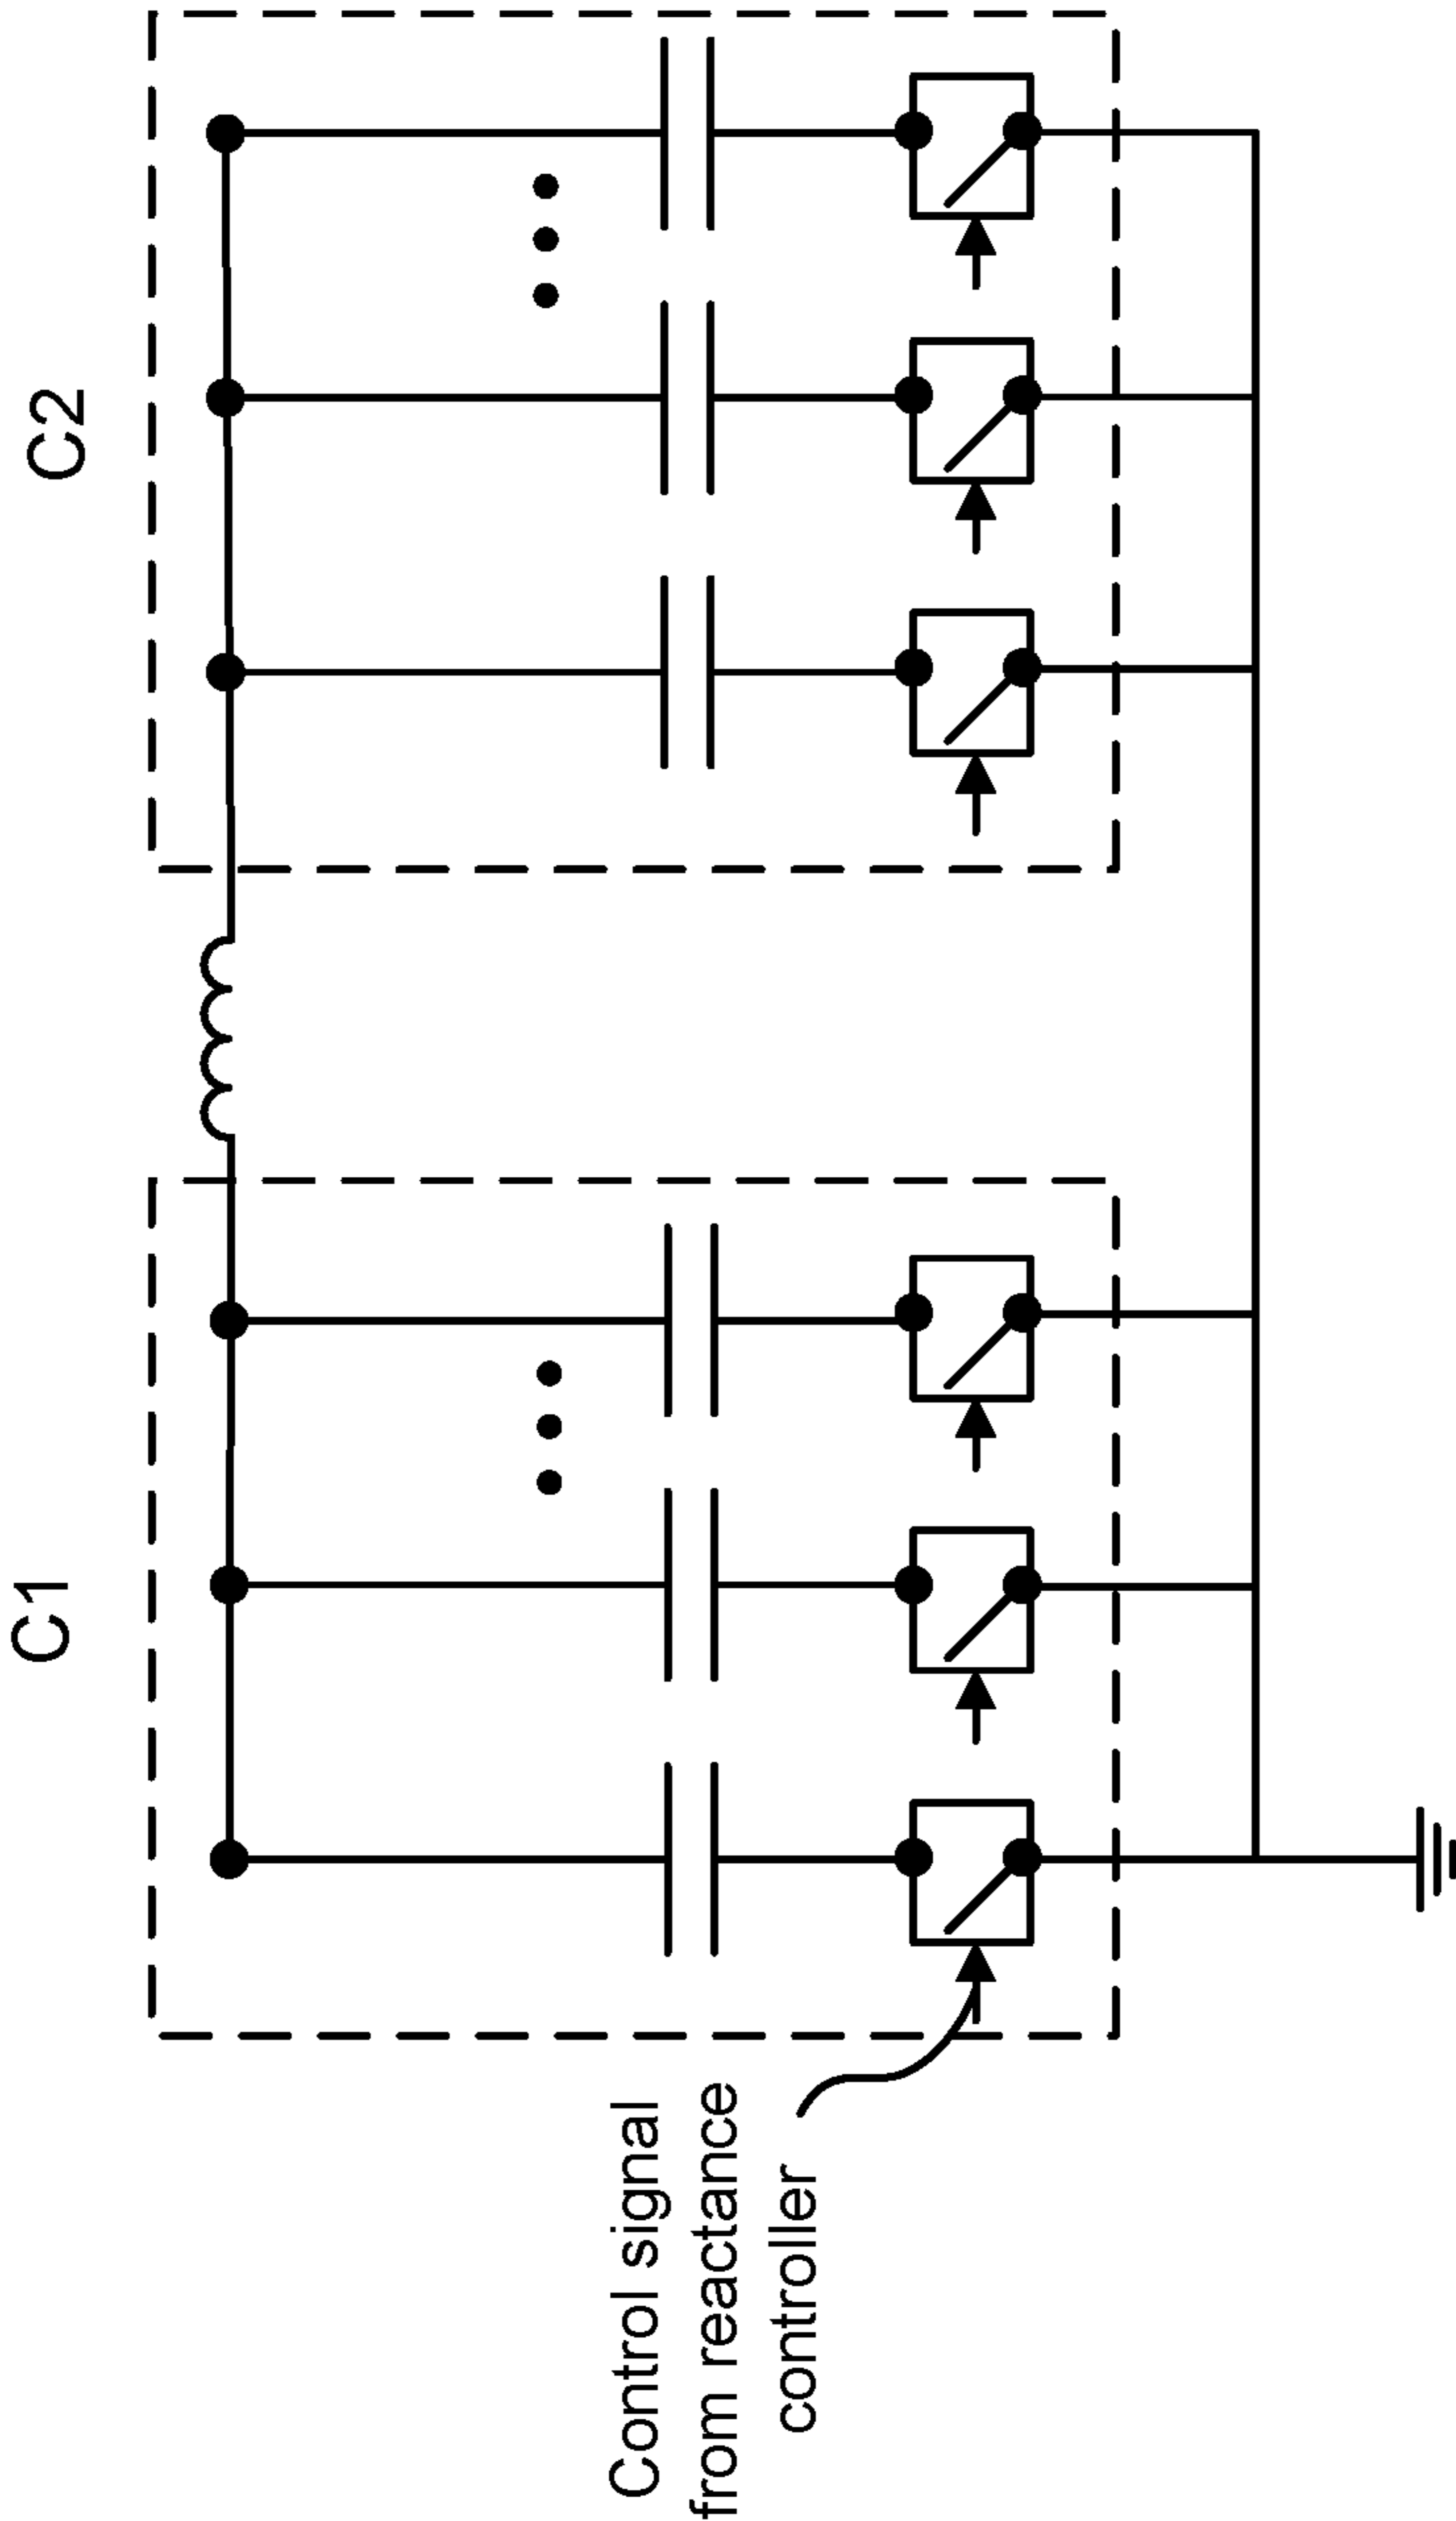 C1
C2
Control signal
from reactance
controller